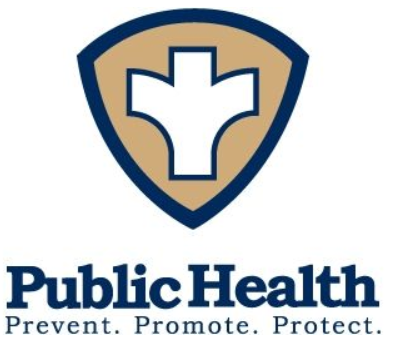 Public Health
Prevent. Promote. Protect.